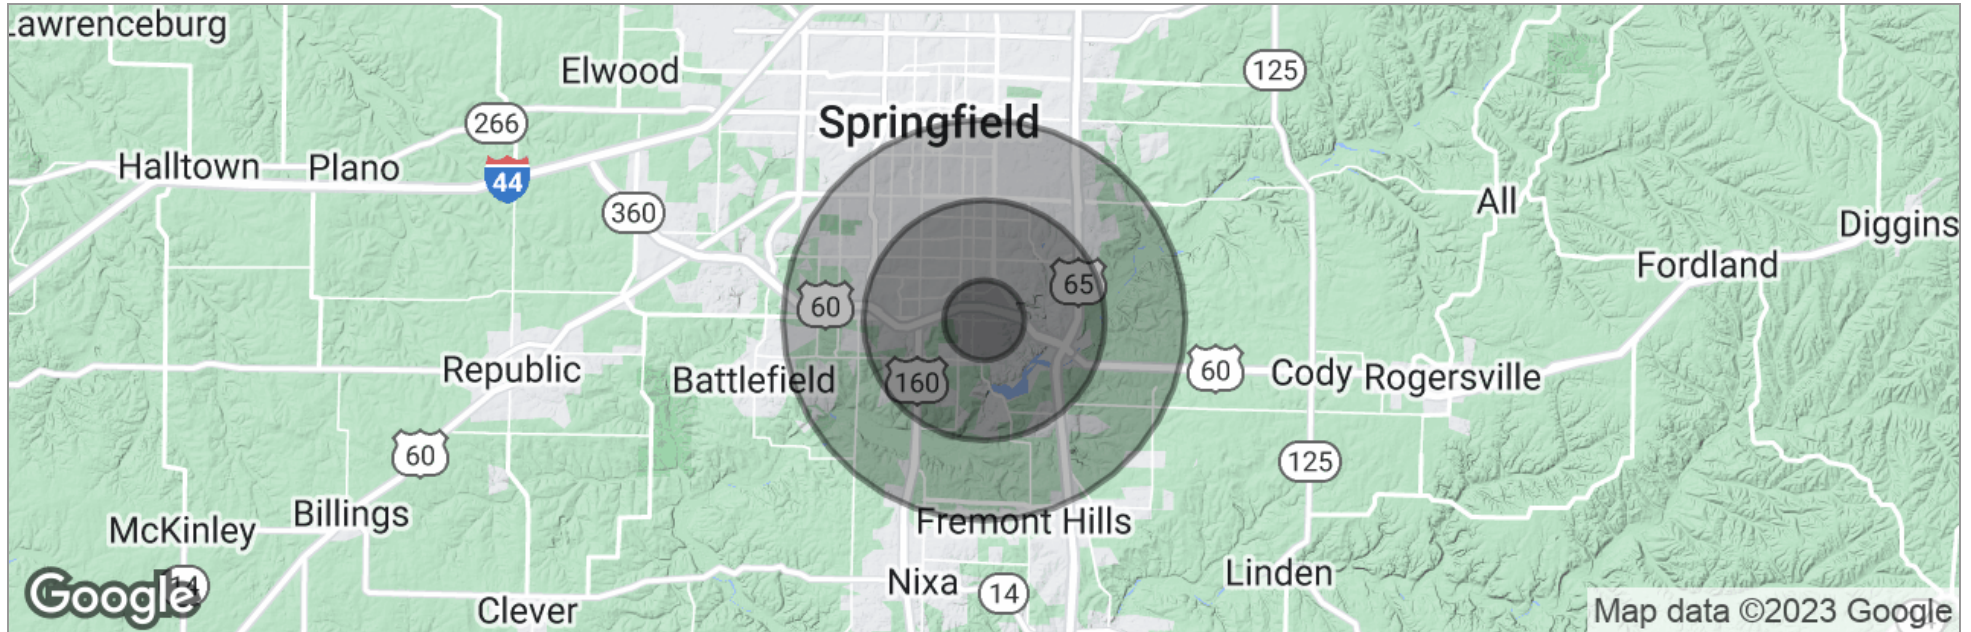 Lawrenceburg
Elwood
125
Springfield
266
Halltown
Plano
44
360
All
Diggins
Fordland
65
60
Republic
Battlefield
160
60
Cody
Rogersville
60
125
Billings
McKinley
Fremont Hills
Linden
Nixa
14
14
Google
Clever
Map data ©2023 Google